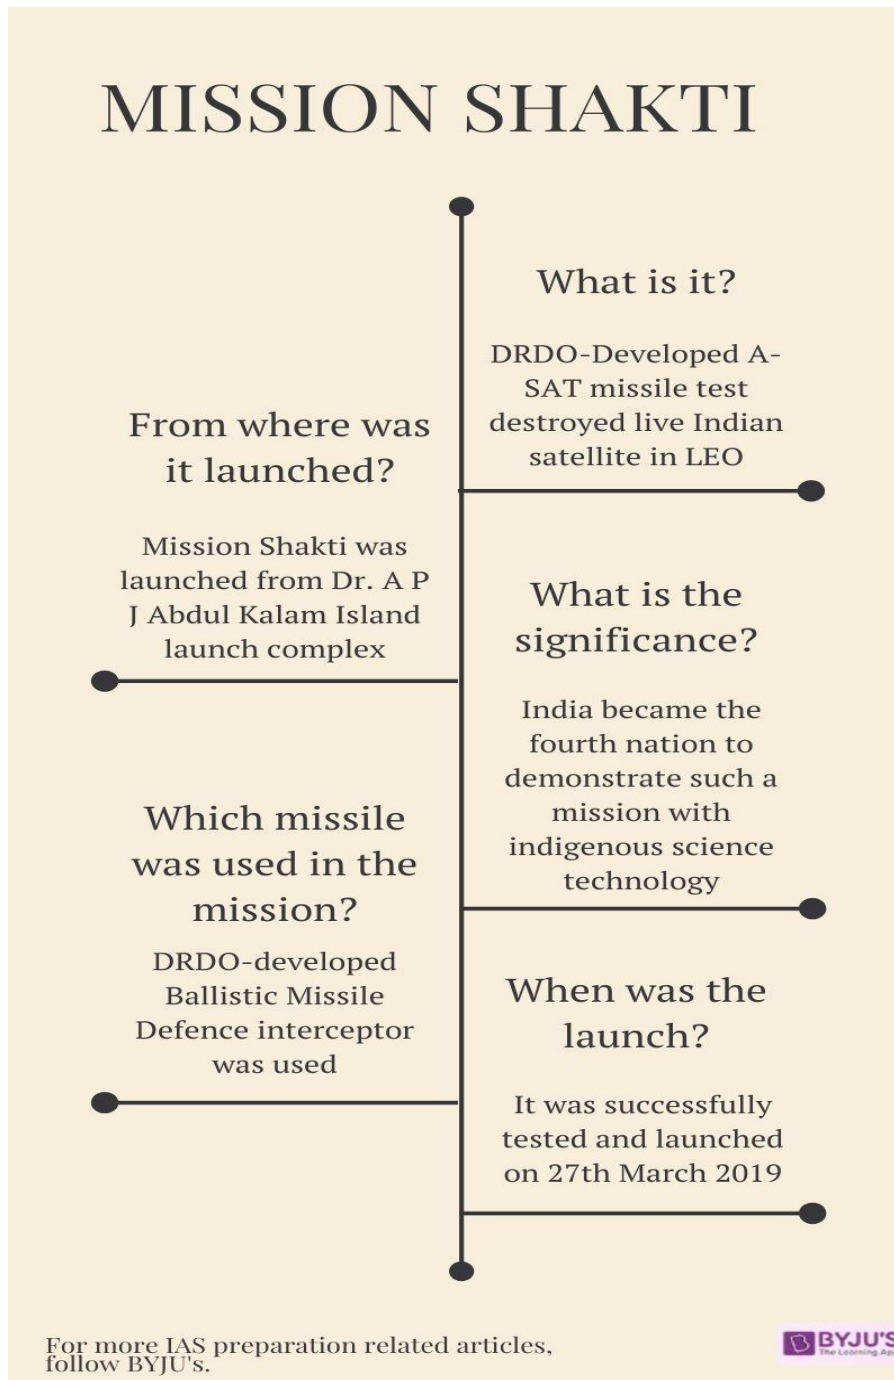 MISSION SHAKTI
What is it?
DRDO-Developed A-
SAT missile test
destroyed live Indian
satellite in LEO
From where was
it launched?
Mission Shakti was
launched from Dr. A P
J Abdul Kalam Island
launch complex
What is the
significance?
India became the
fourth nation to
demonstrate such a
mission with
indigenous science
technology
Which missile
was used in the
mission?
DRDO-developed
Ballistic Missile
Defence interceptor
was used
When was the
launch?
It was successfully
tested and launched
on 27th March 2019
For more IAS preparation related articles,
follow BYJU's.
BYJU'S
The Learning App